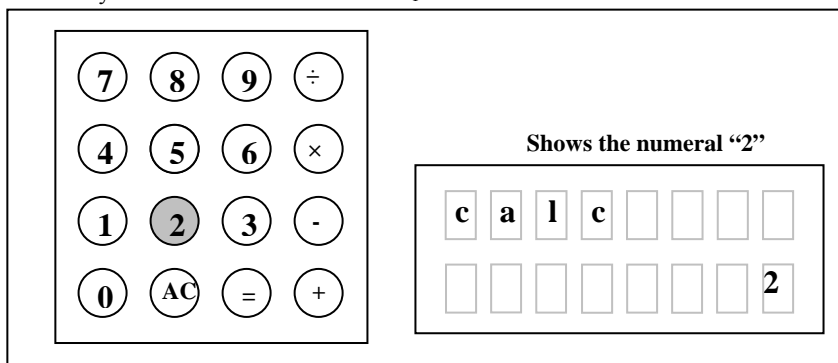 7 8 9 ÷
4 5 6 ×
1 2 3 -
0 AC = +
Shows the numeral “2”
c a l c
2